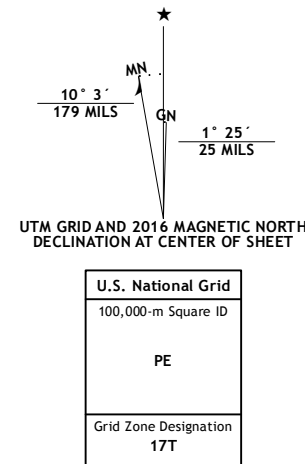 MN
10° 3´
179 MILS
GN
1° 25´
25 MILS
UTM GRID AND 2016 MAGNETIC NORTH
DECLINATION AT CENTER OF SHEET
U.S. National Grid
100,000-m Square ID
PE
Grid Zone Designation
17T